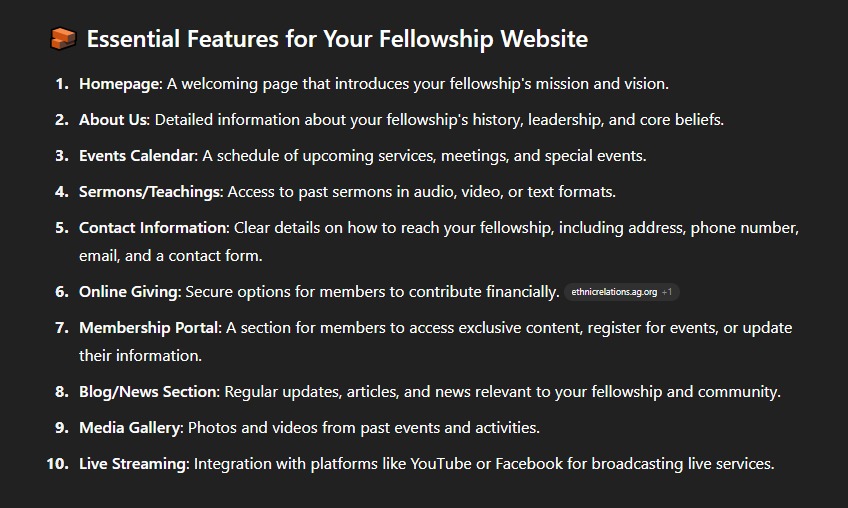 Essential Features for Your Fellowship Website
1. Homepage: A welcoming page that introduces your fellowship's mission and vision.
2. About Us: Detailed information about your fellowship's history, leadership, and core beliefs.
3. Events Calendar: A schedule of upcoming services, meetings, and special events.
4. Sermons/Teachings: Access to past sermons in audio, video, or text formats.
5. Contact Information: Clear details on how to reach your fellowship, including address, phone number,
email, and a contact form.
6. Online Giving: Secure options for members to contribute financially. ethnicrelations.ag.org +1
7. Membership Portal: A section for members to access exclusive content, register for events, or update
their information.
8. Blog/News Section: Regular updates, articles, and news relevant to your fellowship and community.
9. Media Gallery: Photos and videos from past events and activities.
10. Live Streaming: Integration with platforms like YouTube or Facebook for broadcasting live services.